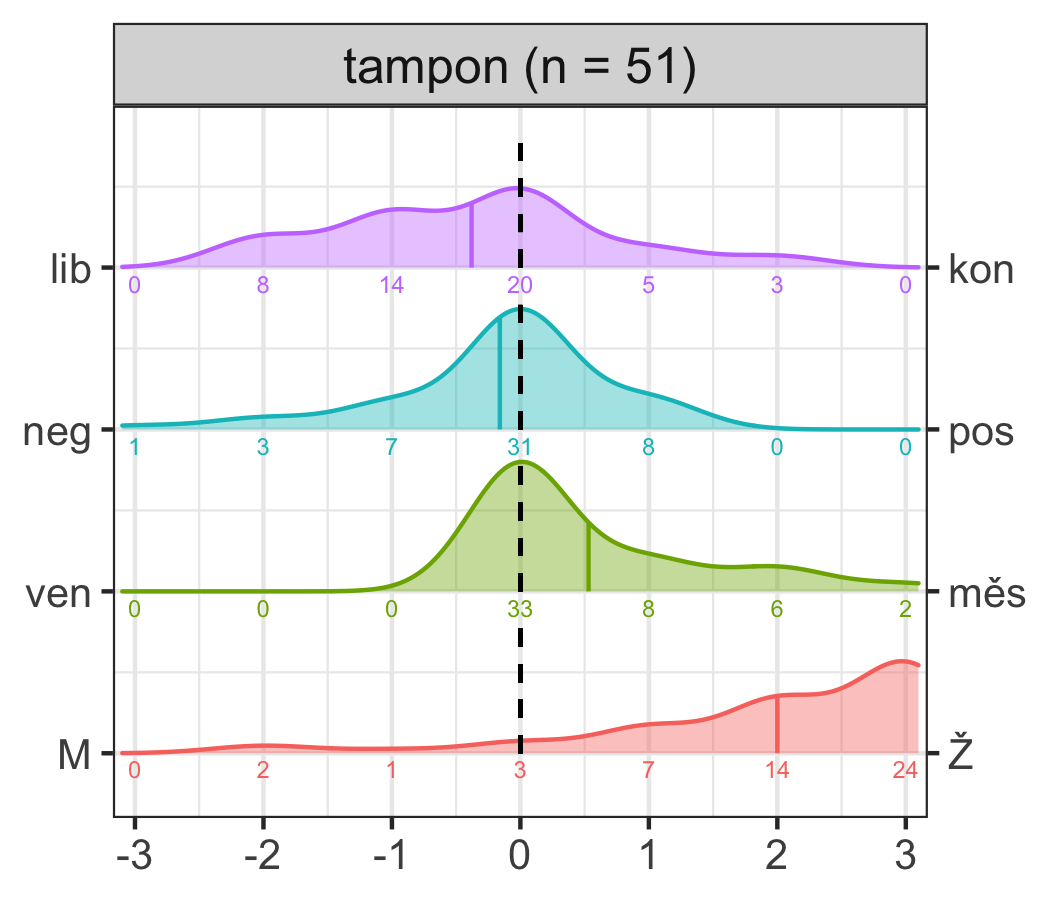 tampon (n = 51)
lib kon
0 8 14 20 5 3 0
neg pos
1 3 7 31 8 0 0
ven měs
0 0 0 33 8 6 2
M Ž
0 2 1 3 7 14 24
-3 -2 -1 0 1 2 3